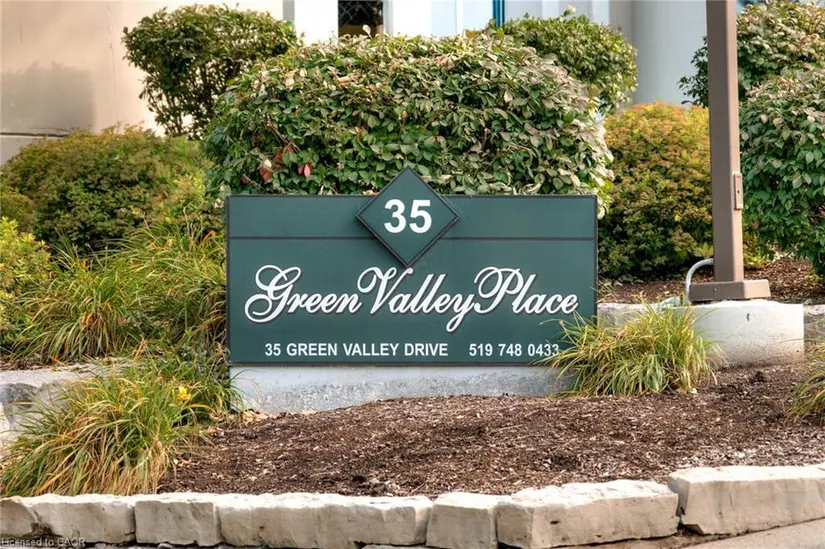 35
Green Valley Place
35 GREEN VALLEY DRIVE 519 748 0433
Licensed to CAOR